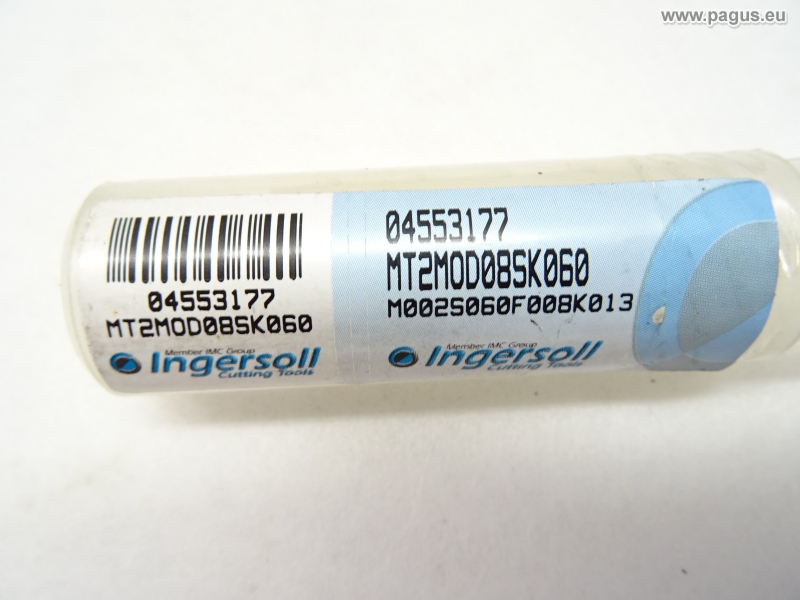 www.pagus.eu
04553177
MT2MOD08SK060
Member IMC Group
Ingersoll
Cutting Tools
04553177
MT2MOD08SK060
M002S060F008K013
Member IMC Group
Ingersoll
Cutting Tools